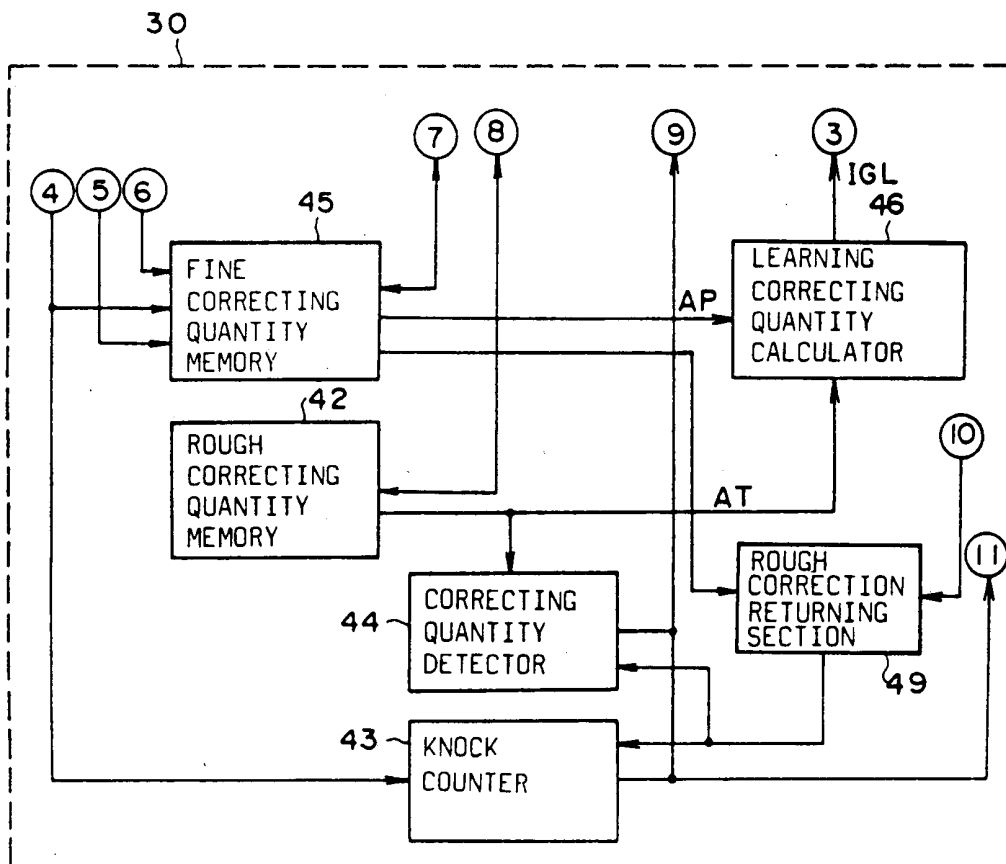 30
7
8
9
3
4
5
6
IGL
45
46
FINE
CORRECTING
QUANTITY
MEMORY
AP
LEARNING
CORRECTING
QUANTITY
CALCULATOR
42
ROUGH
CORRECTING
QUANTITY
MEMORY
AT
10
11
44
CORRECTING
QUANTITY
DETECTOR
ROUGH
CORRECTION
RETURNING
SECTION
49
43
KNOCK
COUNTER